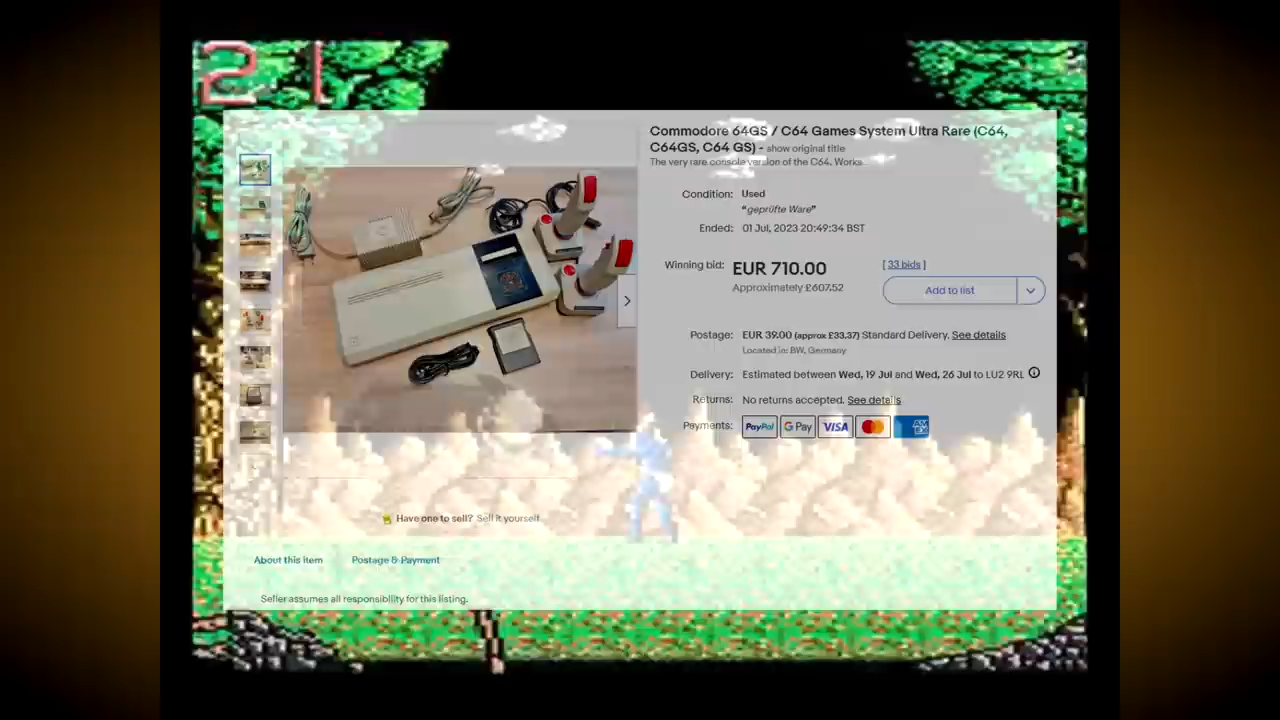 21
Commodore 64GS / C64 Games System Ultra Rare (C64,
C64GS, C64 GS) - show original title
The very rare console version of the C64. Works
Condition: Used
"geprüfte Ware"
Ended: 01 Jul, 2023 20:49:34 BST
Winning bid: EUR 710.00 [ 33 bids ]
Approximately £607.52
Add to list
Postage: EUR 39.00 (approx £33.37) Standard Delivery. See details
Located in: BW, Germany
Delivery: Estimated between Wed, 19 Jul and Wed, 26 Jul to LU2 9RL
Returns: No returns accepted. See details
Payments: PayPal G Pay VISA AM EX
Have one to sell? Sell it yourself
About this item Postage & Payment
Seller assumes all responsibility for this listing.